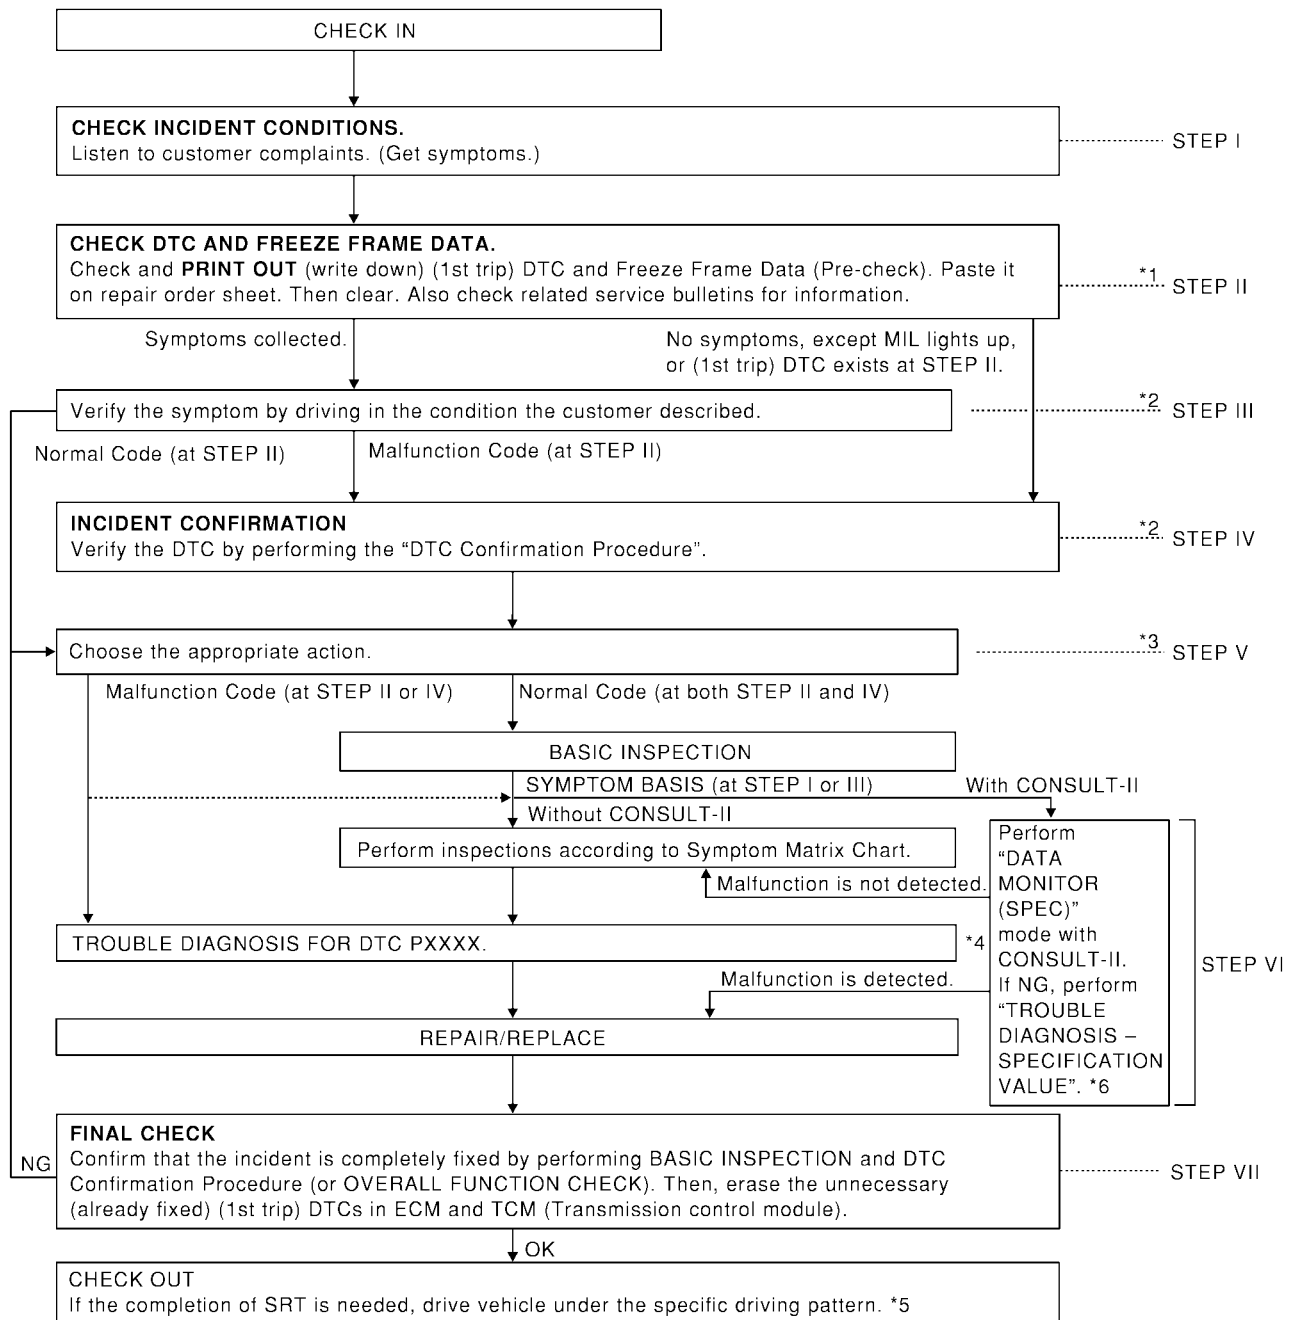 CHECK IN
CHECK INCIDENT CONDITIONS.
Listen to customer complaints. (Get symptoms.)
STEP I
CHECK DTC AND FREEZE FRAME DATA.
Check and PRINT OUT (write down) (1st trip) DTC and Freeze Frame Data (Pre-check). Paste it
on repair order sheet. Then clear. Also check related service bulletins for information.
*1
STEP II
Symptoms collected.
No symptoms, except MIL lights up,
or (1st trip) DTC exists at STEP II.
Verify the symptom by driving in the condition the customer described.
*2
STEP III
Normal Code (at STEP II)
Malfunction Code (at STEP II)
INCIDENT CONFIRMATION
Verify the DTC by performing the “DTC Confirmation Procedure”.
*2
STEP IV
Choose the appropriate action.
*3
STEP V
Malfunction Code (at STEP II or IV)
Normal Code (at both STEP II and IV)
BASIC INSPECTION
SYMPTOM BASIS (at STEP I or III)
With CONSULT-II
Without CONSULT-II
Perform inspections according to Symptom Matrix Chart.
Malfunction is not detected.
Perform
“DATA
MONITOR
(SPEC)”
mode with
CONSULT-II.
If NG, perform
“TROUBLE
DIAGNOSIS –
SPECIFICATION
VALUE”. *6
STEP VI
TROUBLE DIAGNOSIS FOR DTC PXXXX.
*4
Malfunction is detected.
REPAIR/REPLACE
FINAL CHECK
Confirm that the incident is completely fixed by performing BASIC INSPECTION and DTC
Confirmation Procedure (or OVERALL FUNCTION CHECK). Then, erase the unnecessary
(already fixed) (1st trip) DTCs in ECM and TCM (Transmission control module).
NG
STEP VII
OK
CHECK OUT
If the completion of SRT is needed, drive vehicle under the specific driving pattern. *5